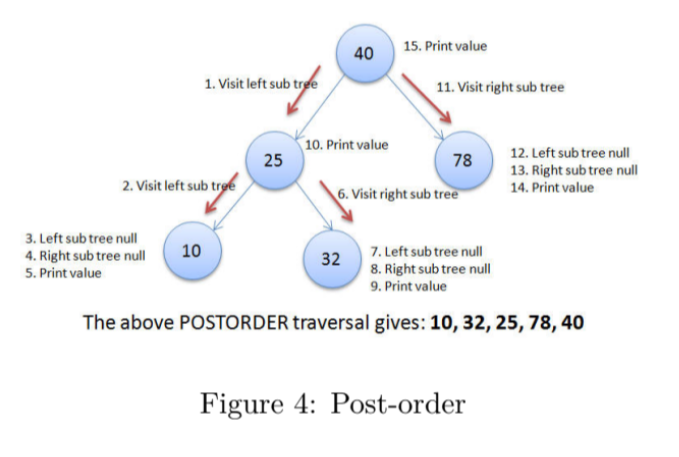 40
15. Print value
1. Visit left sub tree
11. Visit right sub tree
25
10. Print value
78
12. Left sub tree null
13. Right sub tree null
14. Print value
2. Visit left sub tree
6. Visit right sub tree
10
3. Left sub tree null
4. Right sub tree null
5. Print value
32
7. Left sub tree null
8. Right sub tree null
9. Print value
The above POSTORDER traversal gives: 10, 32, 25, 78, 40
Figure 4: Post-order